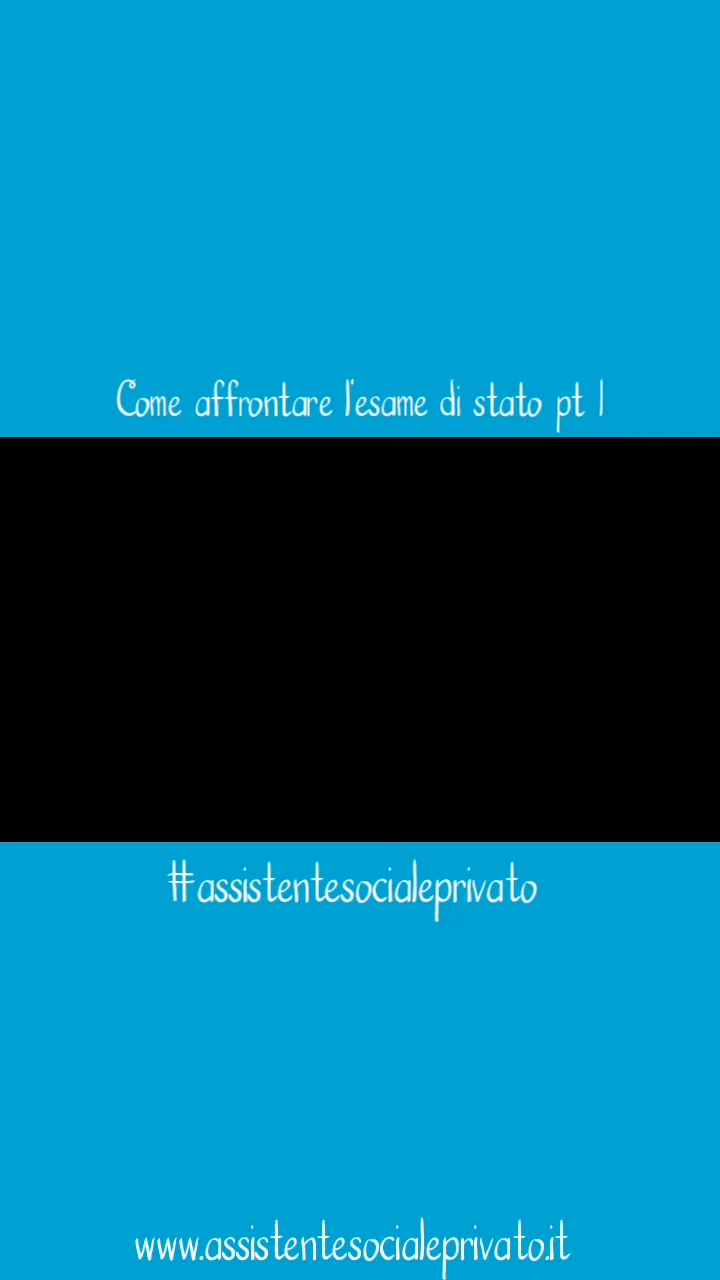 Come affrontare l'esame di stato pt 1
#assistentesocialeprivato
www.assistentesocialeprivato.it